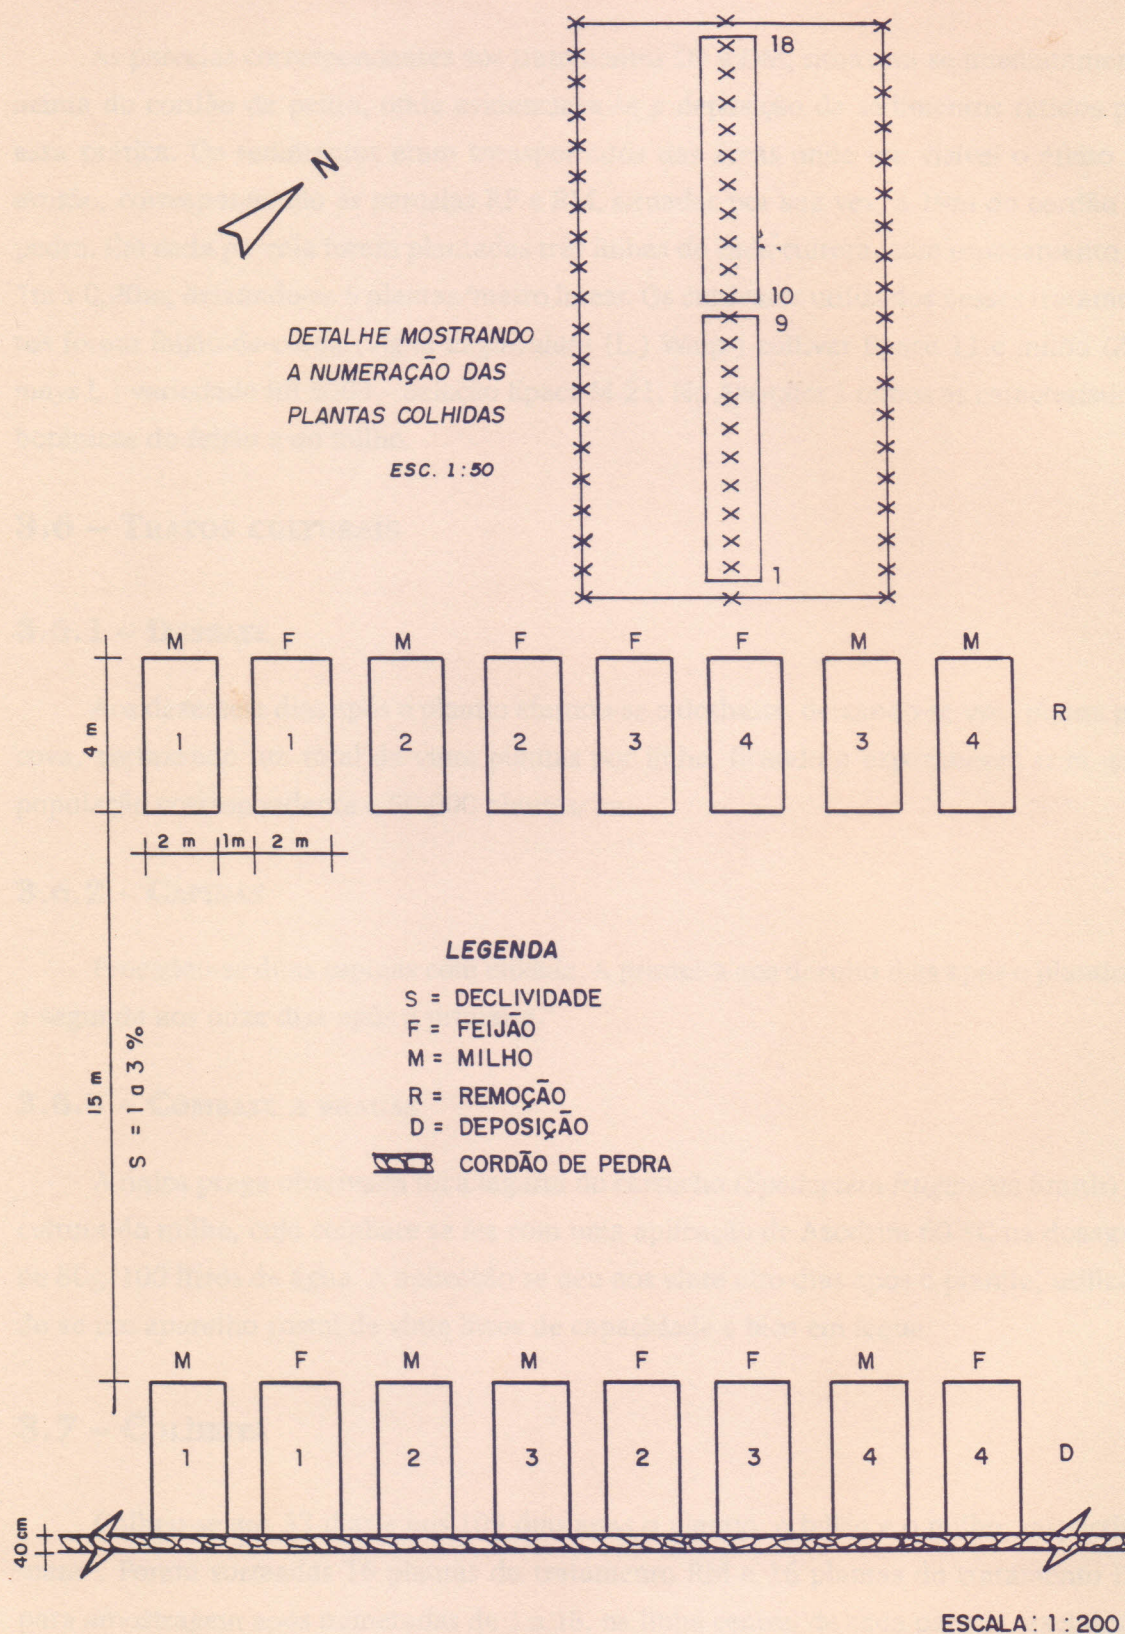 18
N
10
9
DETALHE MOSTRANDO
A NUMERAÇÃO DAS
PLANTAS COLHIDAS
ESC. 1:50
1
M F M F F F M M
4 m
1 1 2 2 3 4 3 4
R
2 m 1m 2 m
LEGENDA
S = DECLIVIDADE
F = FEIJÃO
M = MILHO
R = REMOÇÃO
D = DEPOSIÇÃO
CORDÃO DE PEDRA
15 m
S = 1 a 3 %
M F M M F F M F
1 1 2 3 2 3 4 4
D
40 cm
ESCALA: 1:200